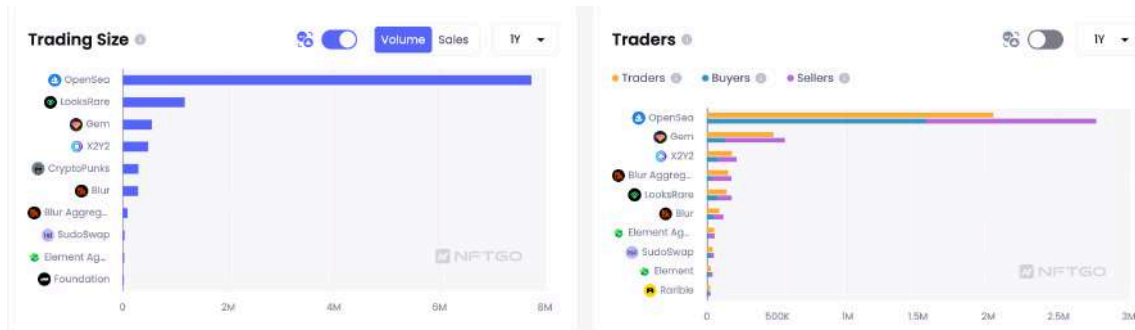 Trading Size
Volume Sales
1Y
OpenSea
LooksRare
Gem
X2Y2
CryptoPunks
Blur
Blur Aggreg...
SudoSwap
Element Ag...
Foundation
NFTGO
0 2M 4M 6M 8M
Traders
1Y
Traders Buyers Sellers
OpenSea
Gem
X2Y2
Blur Aggreg...
LooksRare
Blur
Element Ag...
SudoSwap
Element
Rarible
NFTGO
0 500K 1M 1.5M 2M 2.5M 3M